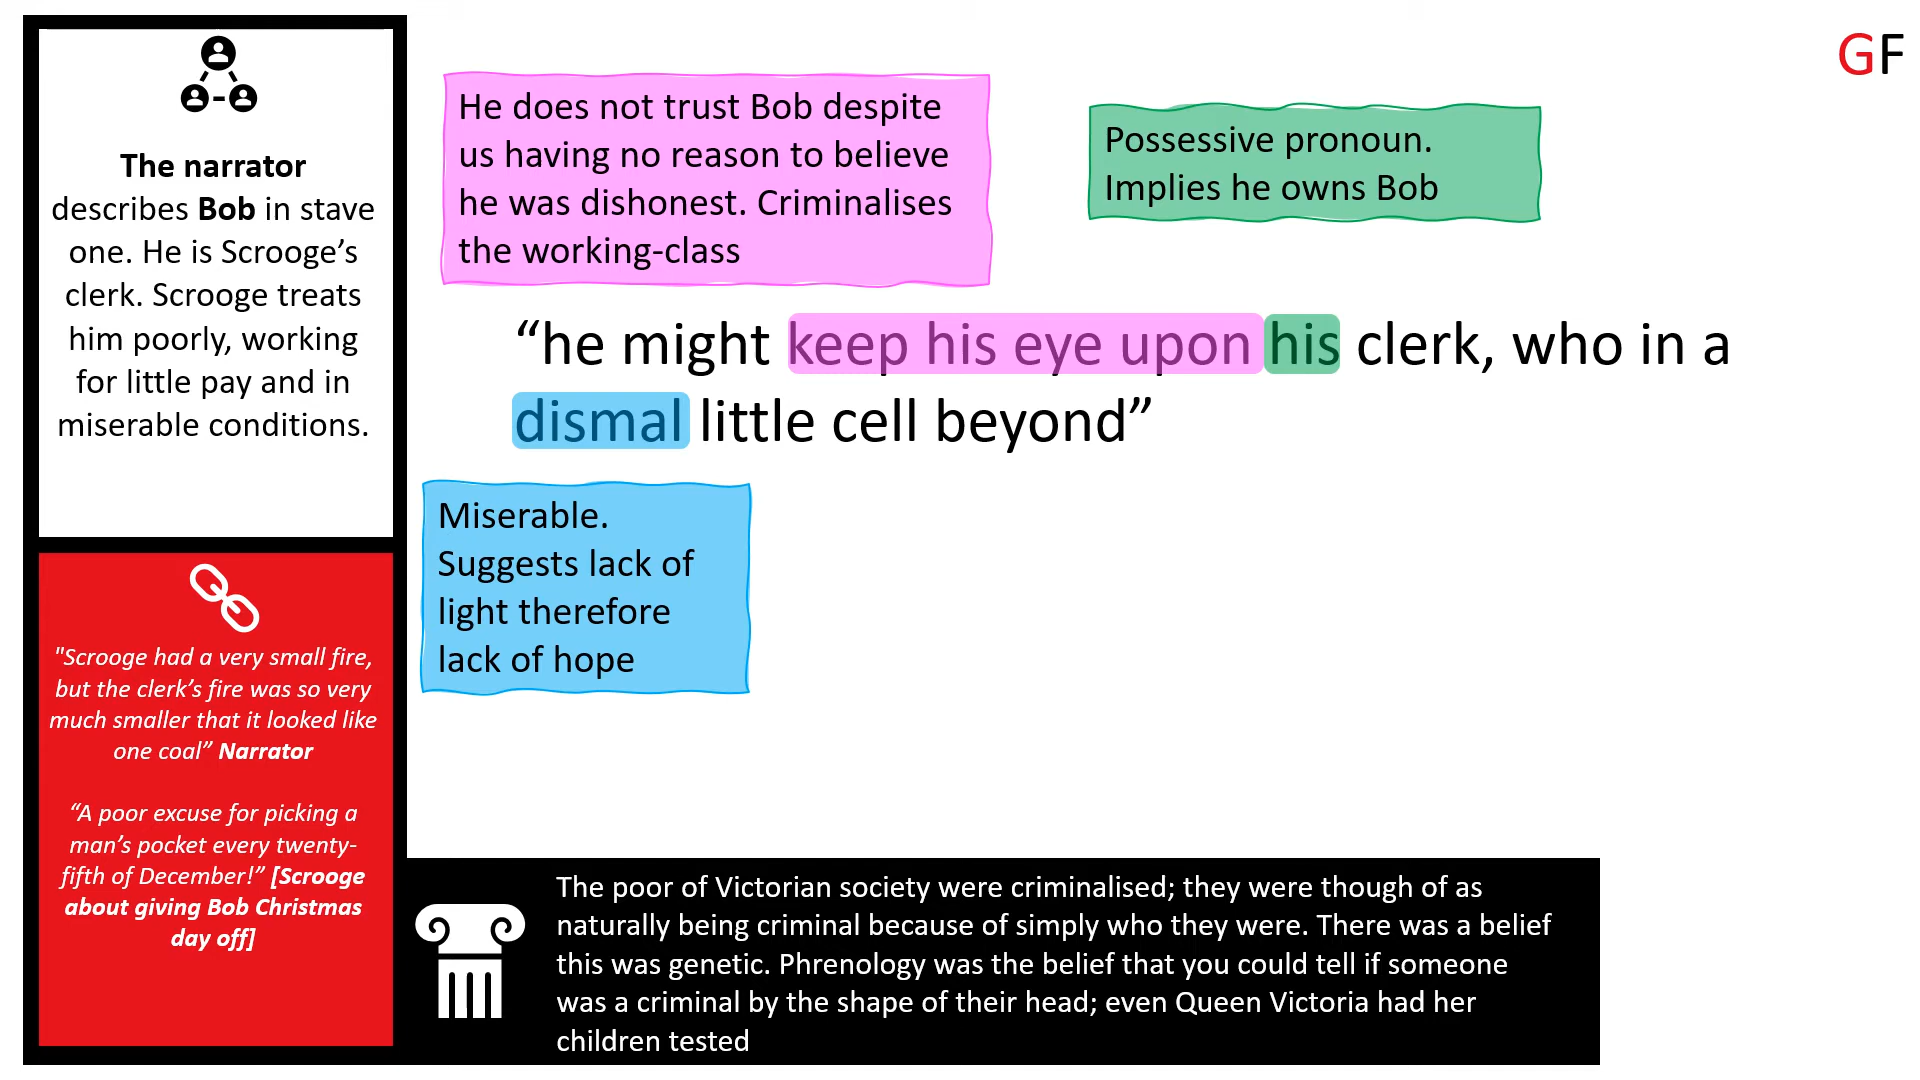 The narrator
describes Bob in stave
one. He is Scrooge’s
clerk. Scrooge treats
him poorly, working
for little pay and in
miserable conditions.
"Scrooge had a very small fire,
but the clerk’s fire was so very
much smaller that it looked like
one coal” Narrator
“A poor excuse for picking a
man’s pocket every twenty-
fifth of December!” [Scrooge
about giving Bob Christmas
day off]
GF
He does not trust Bob despite
us having no reason to believe
he was dishonest. Criminalises
the working-class
Possessive pronoun.
Implies he owns Bob
“he might keep his eye upon his clerk, who in a
dismal little cell beyond”
Miserable.
Suggests lack of
light therefore
lack of hope
The poor of Victorian society were criminalised; they were though of as
naturally being criminal because of simply who they were. There was a belief
this was genetic. Phrenology was the belief that you could tell if someone
was a criminal by the shape of their head; even Queen Victoria had her
children tested